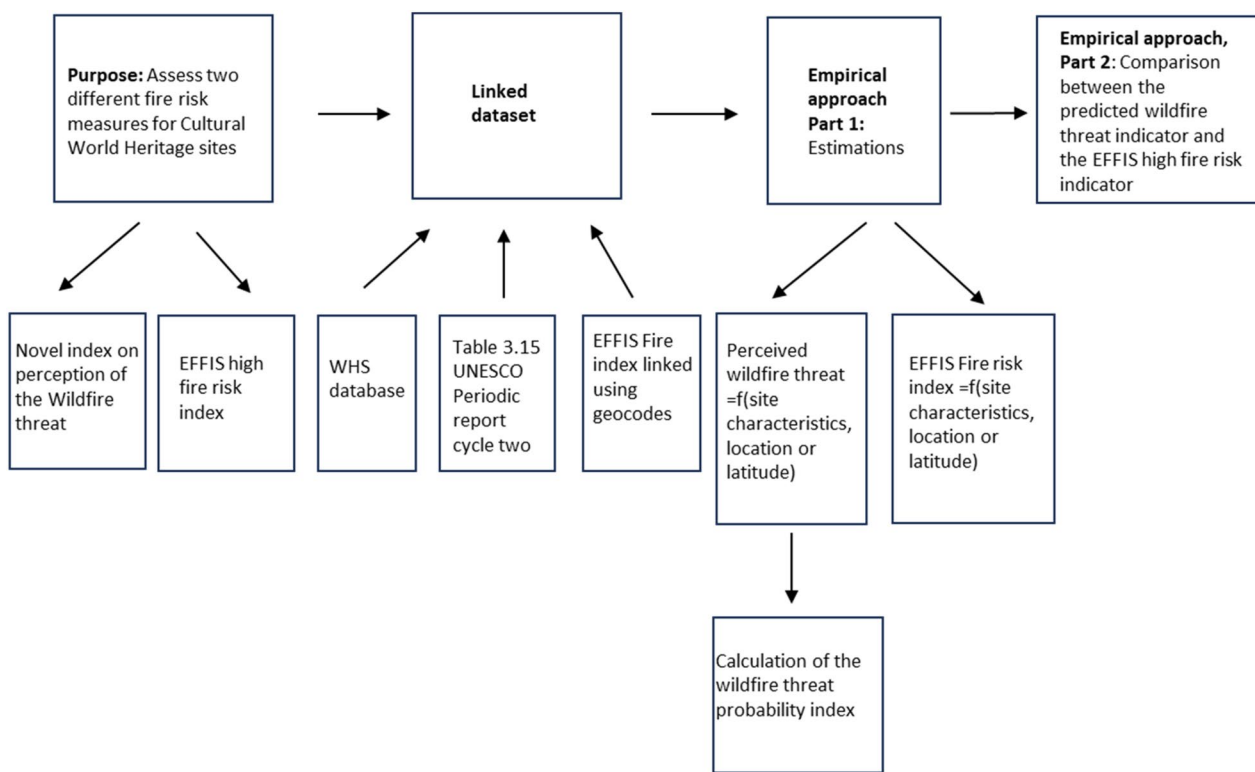 Purpose: Assess two
different fire risk
measures for Cultural
World Heritage sites
Linked
dataset
Empirical
approach
Part 1:
Estimations
Empirical approach,
Part 2: Comparison
between the
predicted wildfire
threat indicator and
the EFFIS high fire risk
indicator
Novel index on
perception of
the Wildfire
threat
EFFIS high
fire risk
index
WHS
database
Table 3.15
UNESCO
Periodic
report
cycle two
EFFIS Fire
index linked
using
geocodes
Perceived
wildfire threat
=f(site
characteristics,
location or
latitude)
EFFIS Fire risk
index =f(site
characteristics,
location or
latitude)
Calculation of the
wildfire threat
probability index